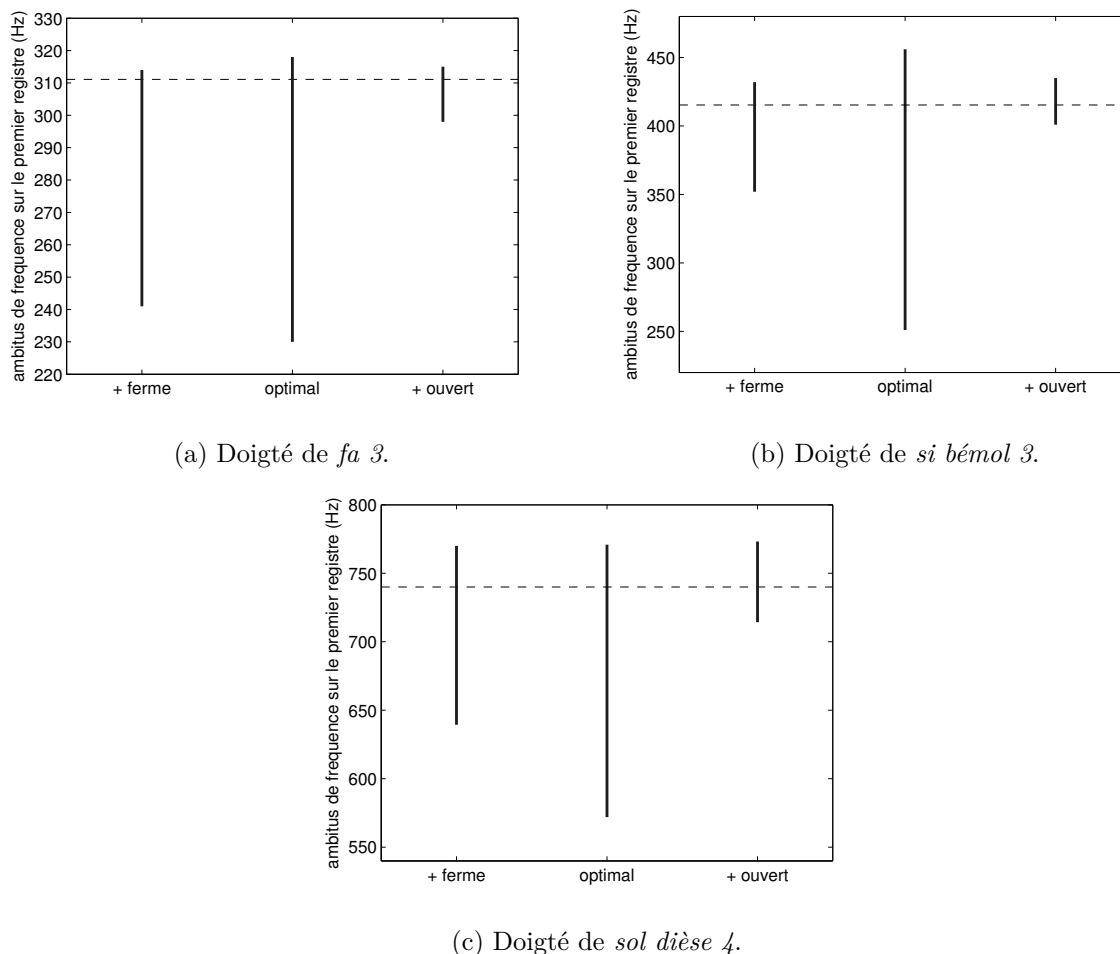 ambitus de frequence sur le premier registre (Hz)
330
320
310
300
290
280
270
260
250
240
230
220
+ ferme optimal + ouvert
(a) Doigté de fa 3.
ambitus de frequence sur le premier registre (Hz)
450
400
350
300
250
+ ferme optimal + ouvert
(b) Doigté de si bémol 3.
ambitus de frequence sur le premier registre (Hz)
800
750
700
650
600
550
+ ferme optimal + ouvert
(c) Doigté de sol dièse 4.